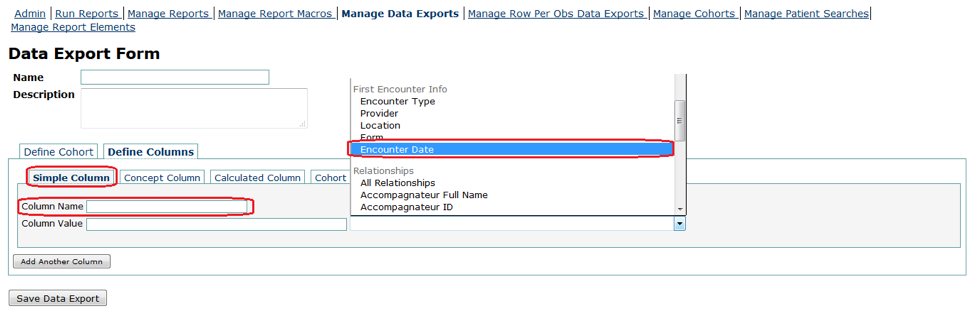 Admin | Run Reports | Manage Reports | Manage Report Macros | Manage Data Exports | Manage Row Per Obs Data Exports | Manage Cohorts | Manage Patient Searches|
Manage Report Elements
Data Export Form
Name
Description
First Encounter Info
Encounter Type
Provider
Location
Form
Encounter Date
Relationships
All Relationships
Accompagnateur Full Name
Accompagnateur ID
Define Cohort Define Columns
Simple Column Concept Column Calculated Column Cohort
Column Name
Column Value
Add Another Column
Save Data Export